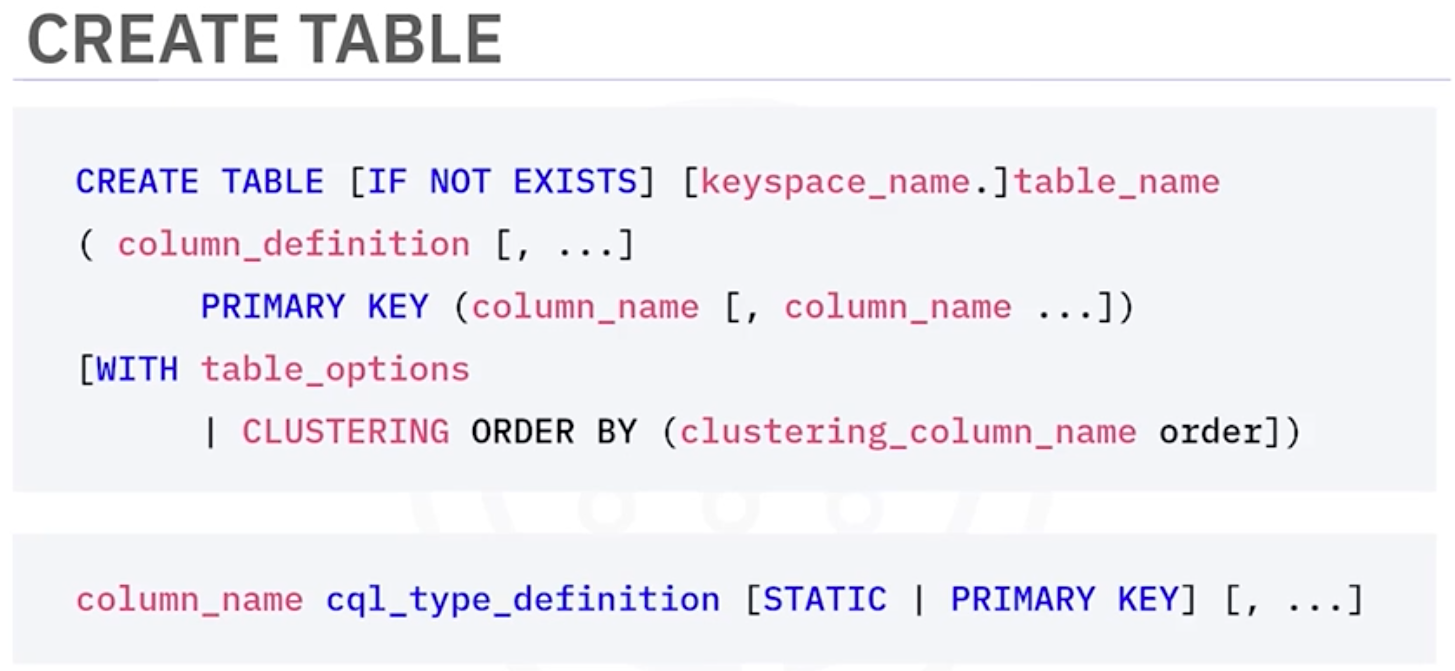 CREATE TABLE
CREATE TABLE [IF NOT EXISTS] [keyspace_name.]table_name
( column_definition [, ...]
PRIMARY KEY (column_name [, column_name ...])
[WITH table_options
| CLUSTERING ORDER BY (clustering_column_name order])
column_name cql_type_definition [STATIC | PRIMARY KEY] [, ...]